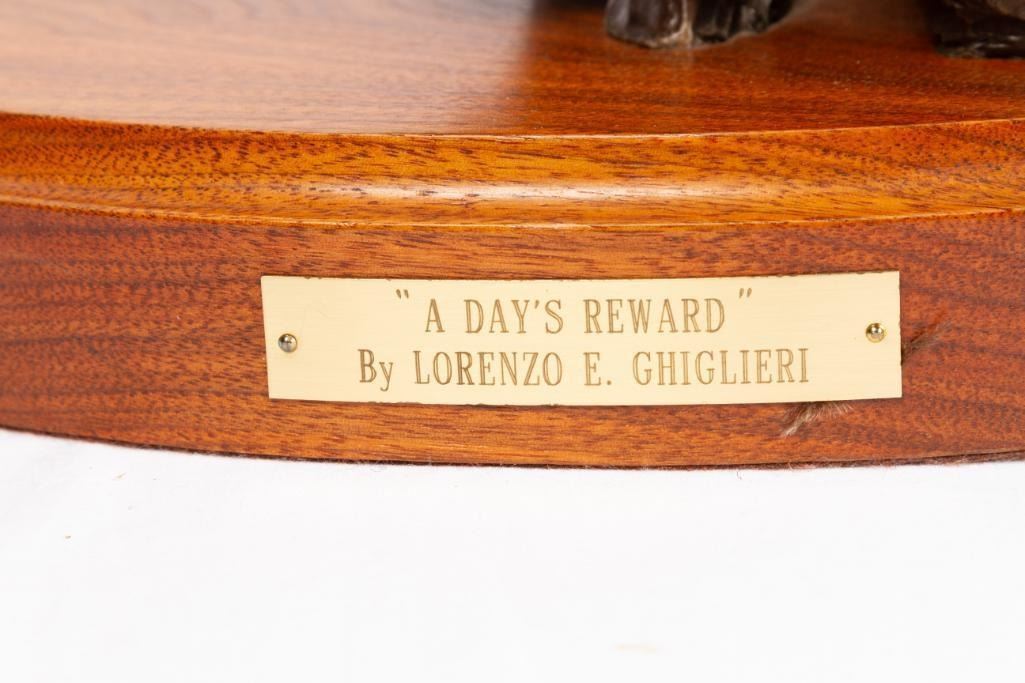 "A DAY'S REWARD"
By LORENZO E. GHIGLIERI